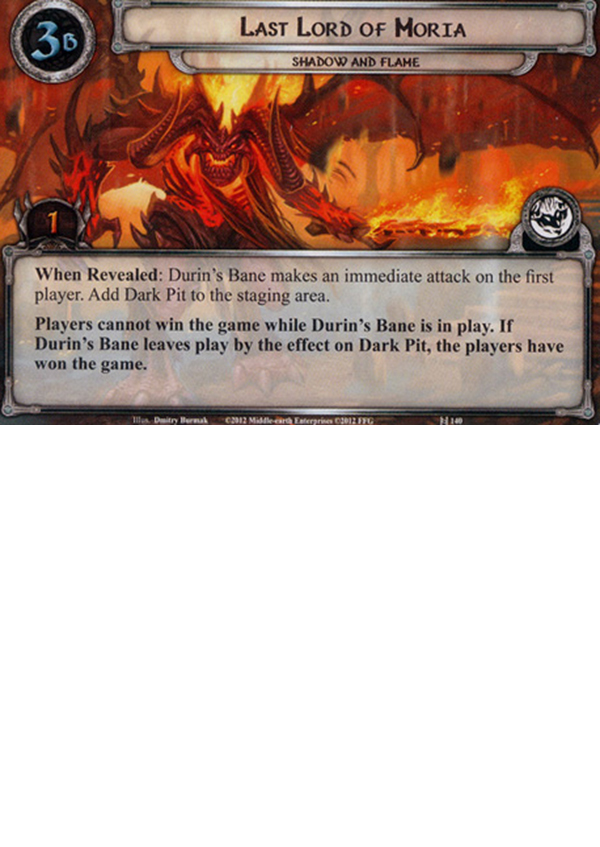 3B
Last Lord of Moria
Shadow and Flame
1
When Revealed: Durin's Bane makes an immediate attack on the first
player. Add Dark Pit to the staging area.
Players cannot win the game while Durin's Bane is in play. If
Durin's Bane leaves play by the effect on Dark Pit, the players have
won the game.
Illus. Dmitry Burmak ©2012 Middle-earth Enterprises ©2012 FFG 140